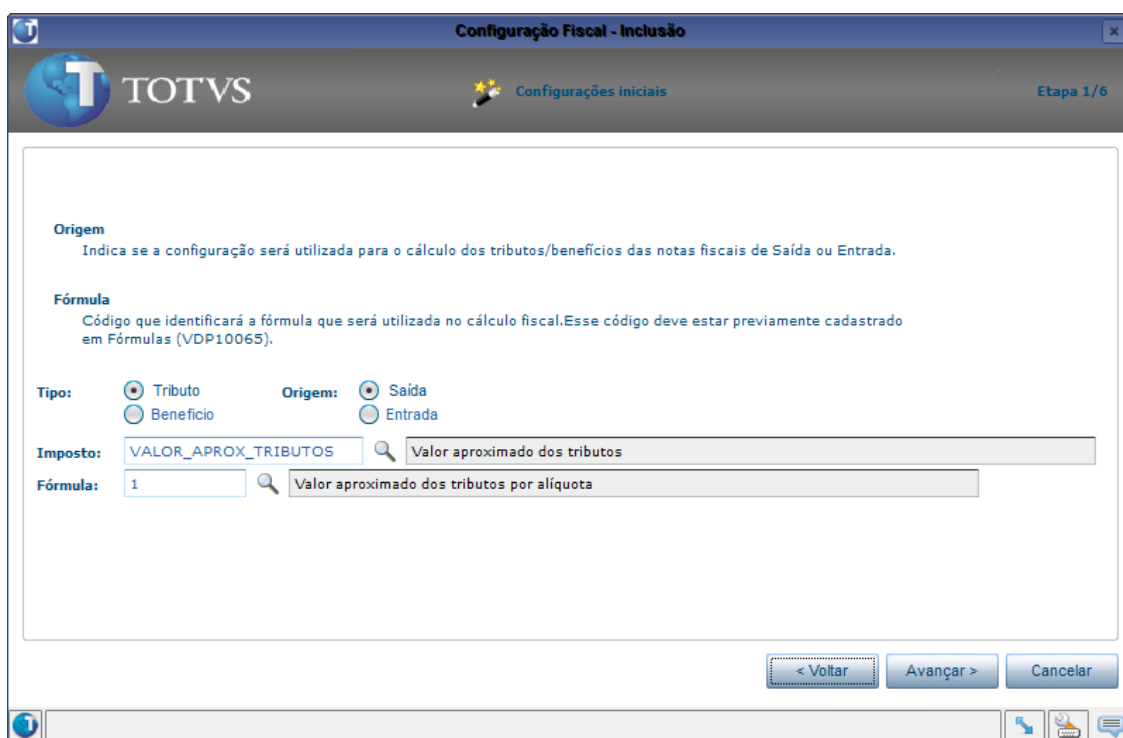 Configuração Fiscal - Inclusão
TOTVS
Configurações iniciais
Etapa 1/6
Origem
Indica se a configuração será utilizada para o cálculo dos tributos/benefícios das notas fiscais de Saída ou Entrada.
Fórmula
Código que identificará a fórmula que será utilizada no cálculo fiscal.Esse código deve estar previamente cadastrado
em Fórmulas (VDP10065).
Tipo: Tributo Origem: Saída
Beneficio Entrada
Imposto: VALOR_APROX_TRIBUTOS Valor aproximado dos tributos
Fórmula: 1 Valor aproximado dos tributos por alíquota
< Voltar Avançar > Cancelar